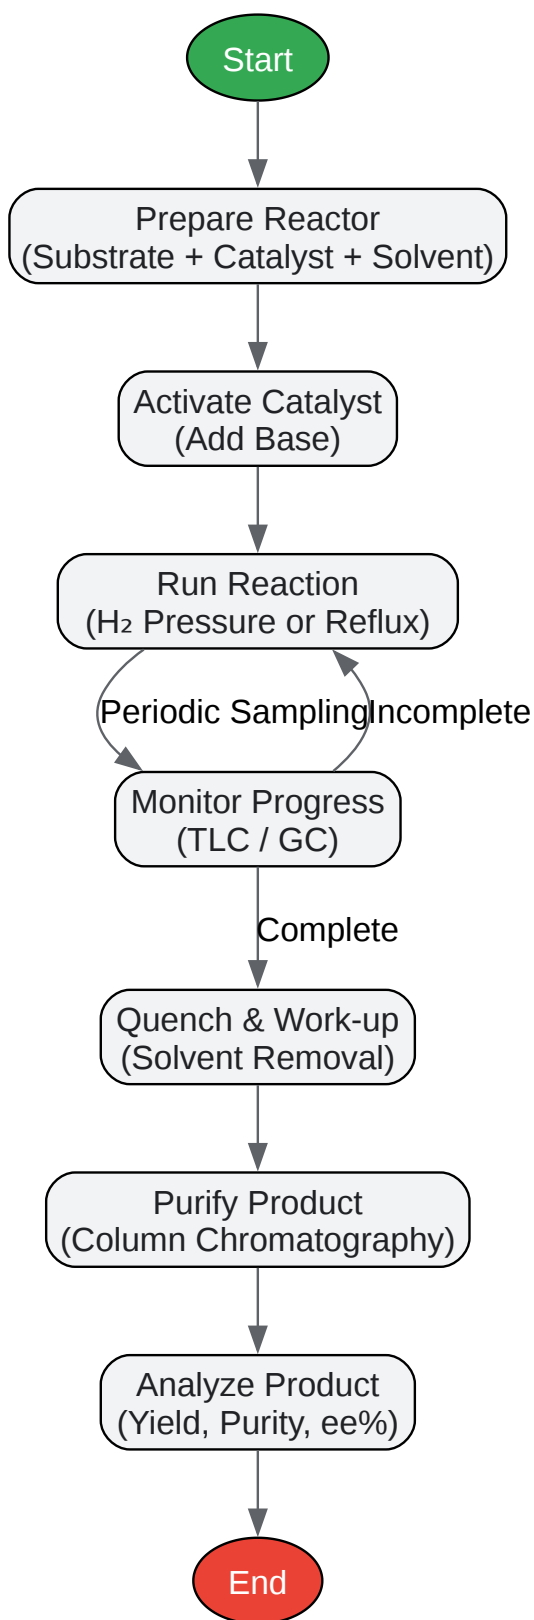 Start
Prepare Reactor
(Substrate + Catalyst + Solvent)
Activate Catalyst
(Add Base)
Run Reaction
(H₂ Pressure or Reflux)
Periodic Sampling
Incomplete
Monitor Progress
(TLC / GC)
Complete
Quench & Work-up
(Solvent Removal)
Purify Product
(Column Chromatography)
Analyze Product
(Yield, Purity, ee%)
End